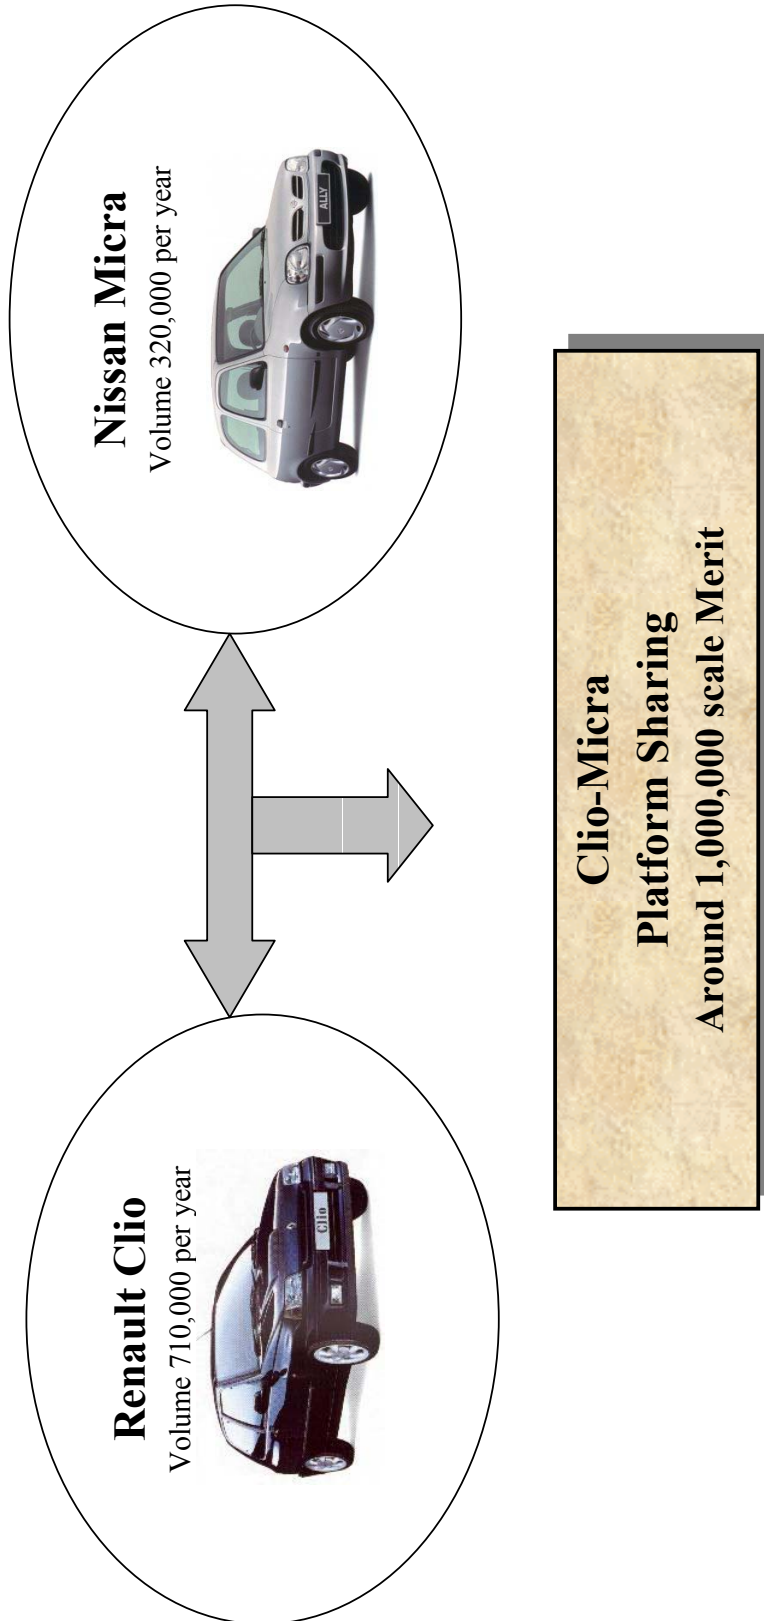 Renault Clio
Volume 710,000 per year
Clio
Nissan Micra
Volume 320,000 per year
ALLY
Clio-Micra
Platform Sharing
Around 1,000,000 scale Merit